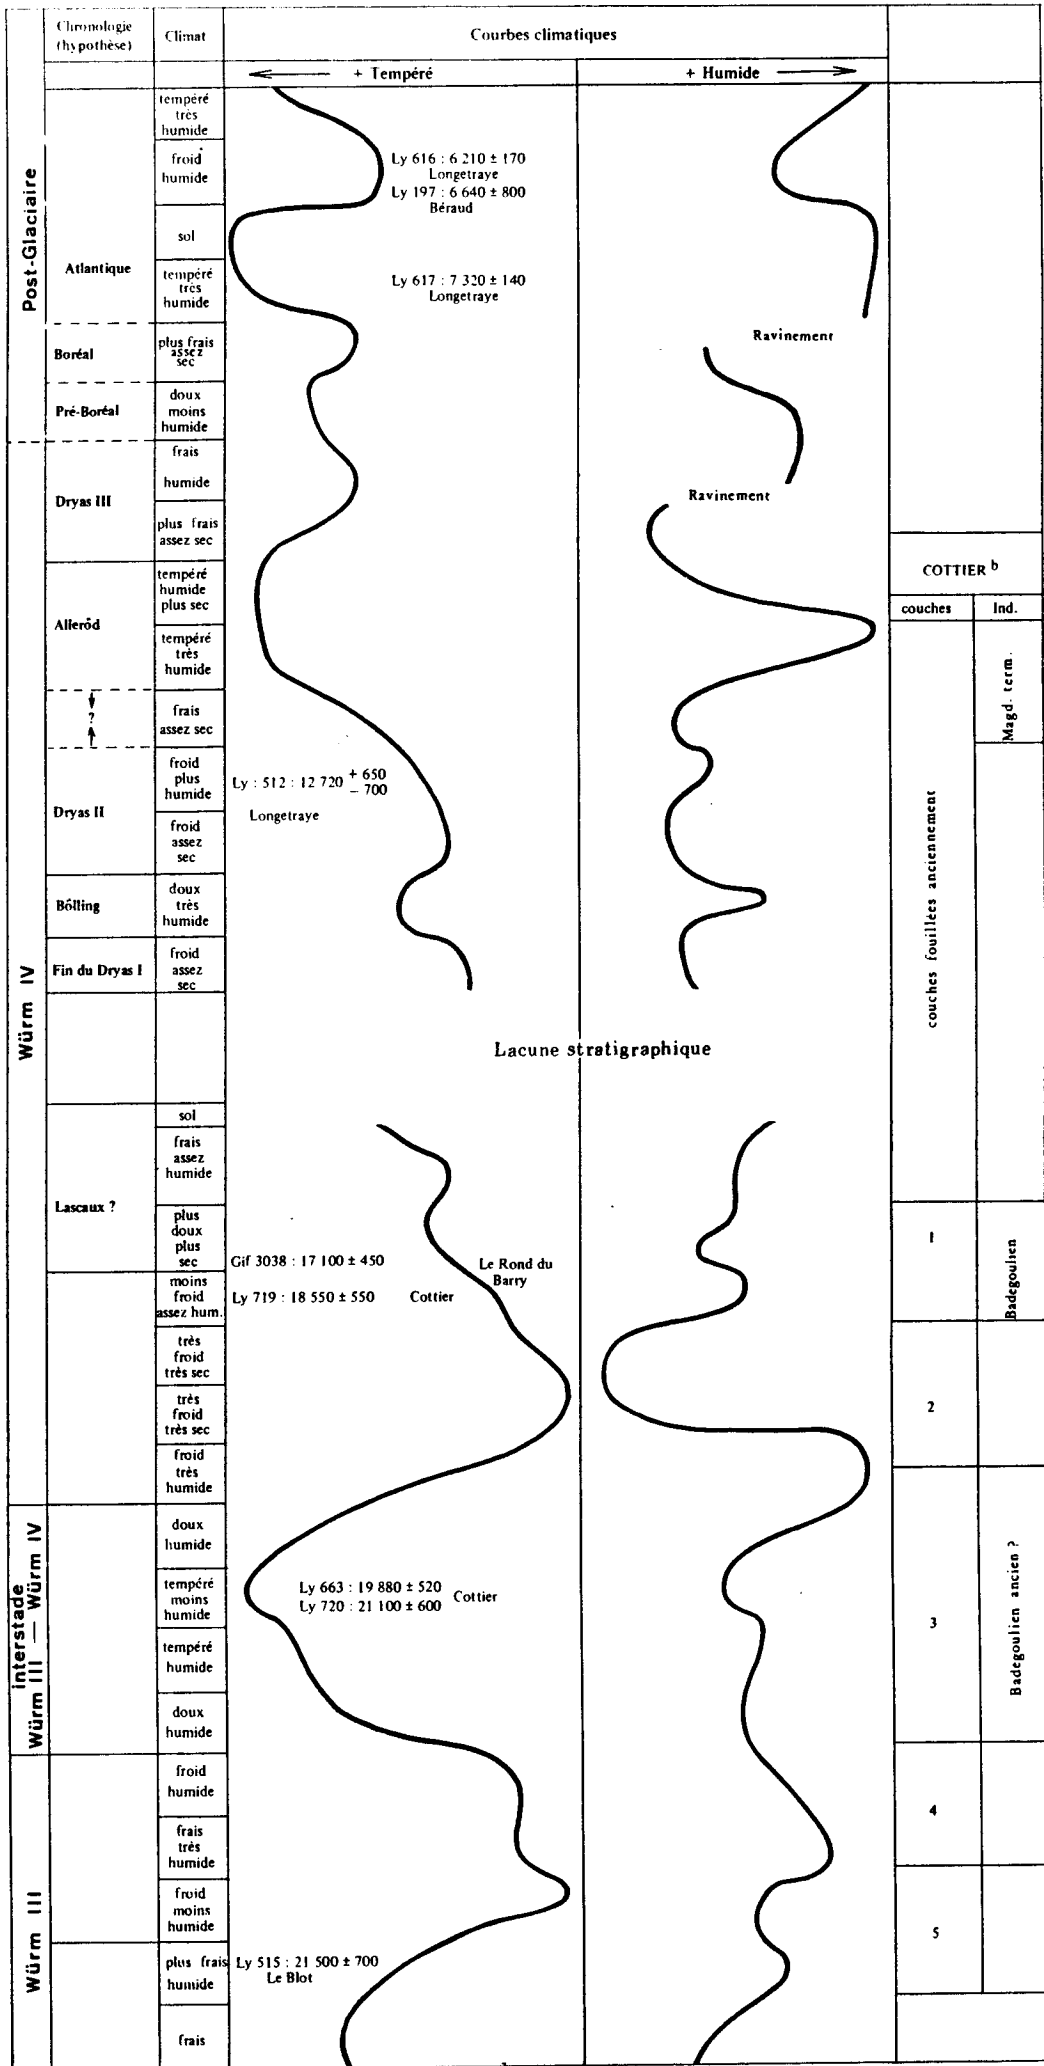 Chronologie
(hypothèse)
Climat
Courbes climatiques
+ Tempéré
+ Humide
Post-Glaciaire
tempéré
très
humide
froid
humide
Ly 616 : 6 210 ± 170
Longetraye
Ly 197 : 6 640 ± 800
Béraud
sol
Atlantique
tempéré
très
humide
Ly 617 : 7 320 ± 140
Longetraye
Ravinement
Boréal
plus frais
assez
sec
Pré-Boréal
doux
moins
humide
Würm IV
Dryas III
frais
humide
Ravinement
plus frais
assez sec
COTTIER b
couches
Ind.
Allerôd
tempéré
humide
plus sec
tempéré
très
humide
Magd. term.
?
frais
assez sec
Dryas II
froid
plus
humide
Ly : 512 : 12 720 + 650
– 700
Longetraye
froid
assez
sec
couches fouillées anciennement
Bôlling
doux
très
humide
Fin du Dryas I
froid
assez
sec
Lacune stratigraphique
sol
frais
assez
humide
Lascaux ?
plus
doux
plus
sec
Gif 3038 : 17 100 ± 450
Le Rond du
Barry
1
Badegoulien
moins
froid
assez hum.
Ly 719 : 18 550 ± 550
Cottier
très
froid
très sec
très
froid
très sec
2
froid
très
humide
interstade
Würm III — Würm IV
doux
humide
tempéré
moins
humide
Ly 663 : 19 880 ± 520
Ly 720 : 21 100 ± 600
Cottier
3
Badegoulien ancien ?
tempéré
humide
doux
humide
Würm III
froid
humide
4
frais
très
humide
froid
moins
humide
5
plus frais
humide
Ly 515 : 21 500 ± 700
Le Blot
frais